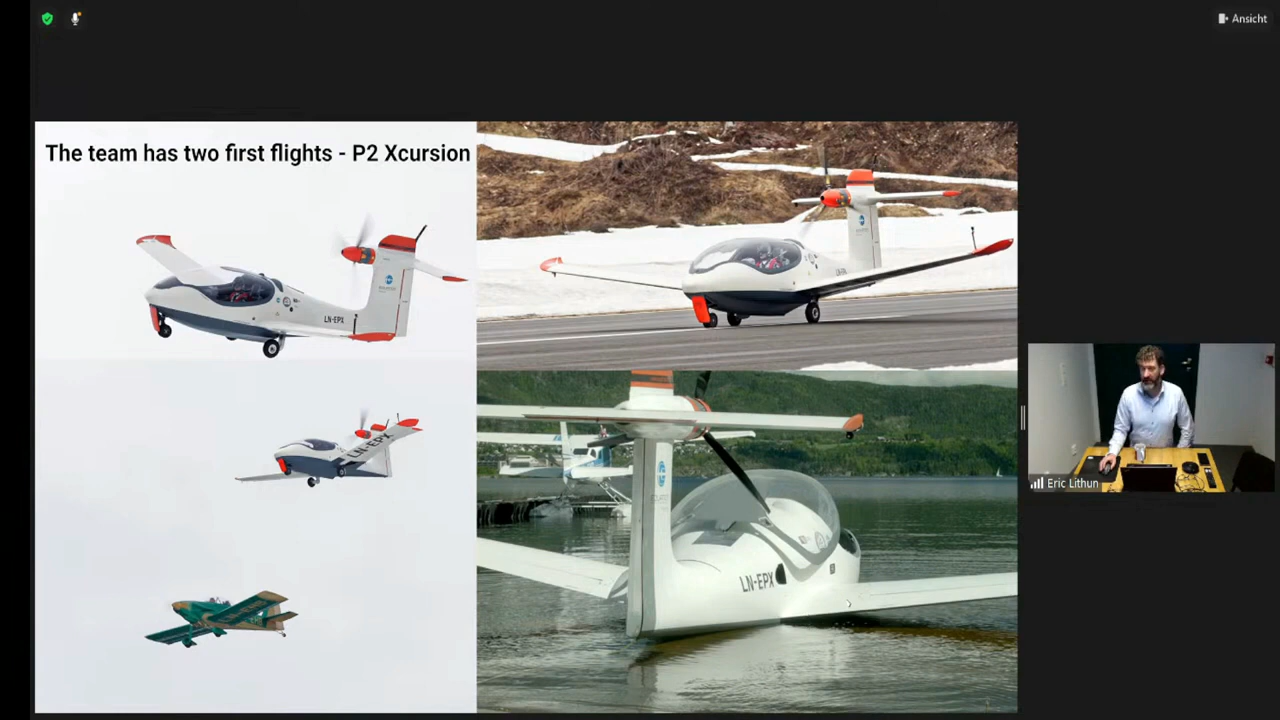 Ansicht
The team has two first flights - P2 Xcursion
LN-EPX
LN-EPX
LN-EPX
Eric Lithun